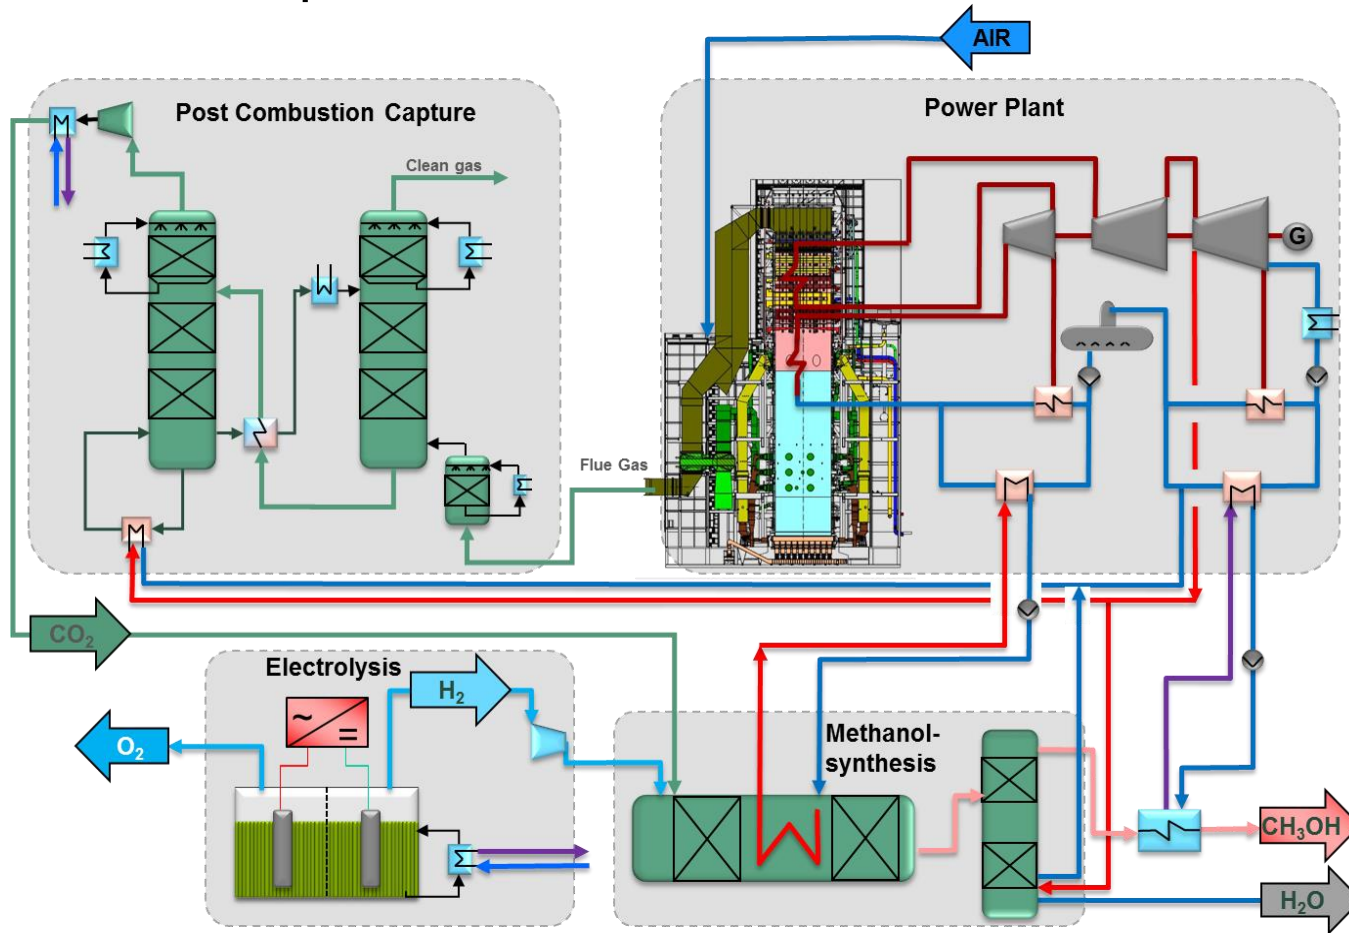 AIR
Post Combustion Capture
Power Plant
Clean gas
G
Flue Gas
CO₂
Electrolysis
H₂
~
=
O₂
Methanol-
synthesis
CH₃OH
H₂O